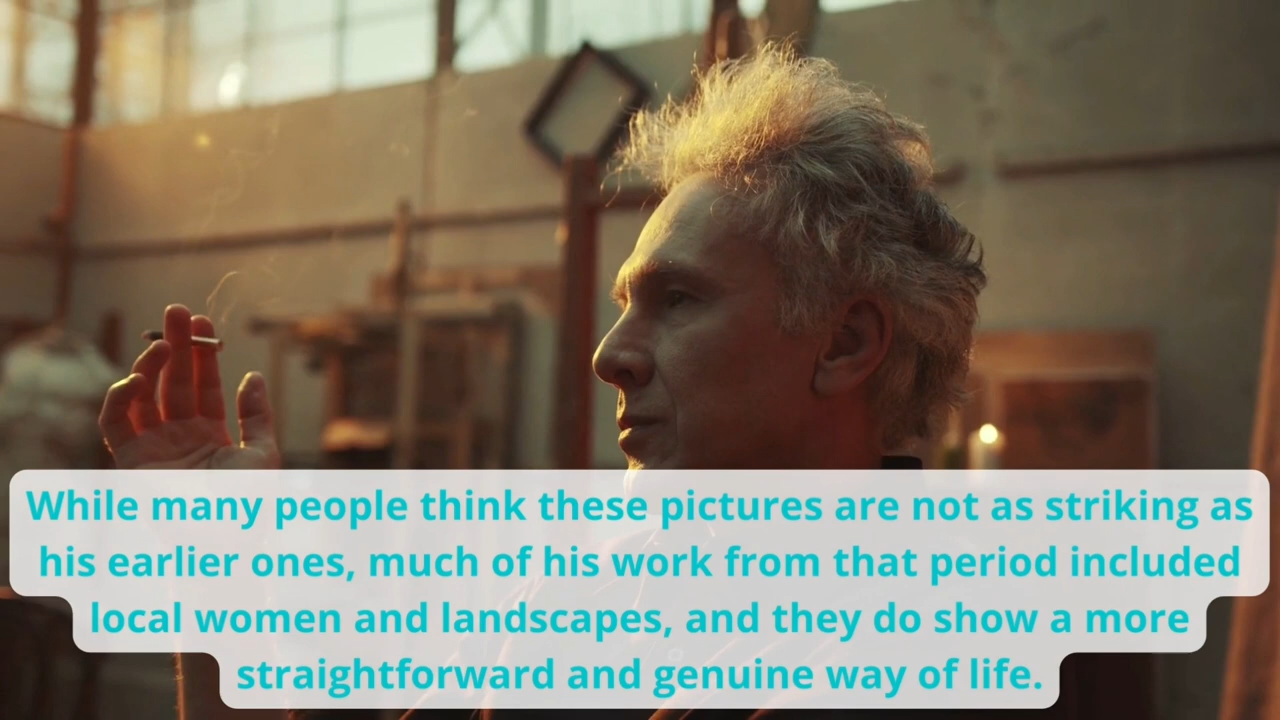 While many people think these pictures are not as striking as
his earlier ones, much of his work from that period included
local women and landscapes, and they do show a more
straightforward and genuine way of life.